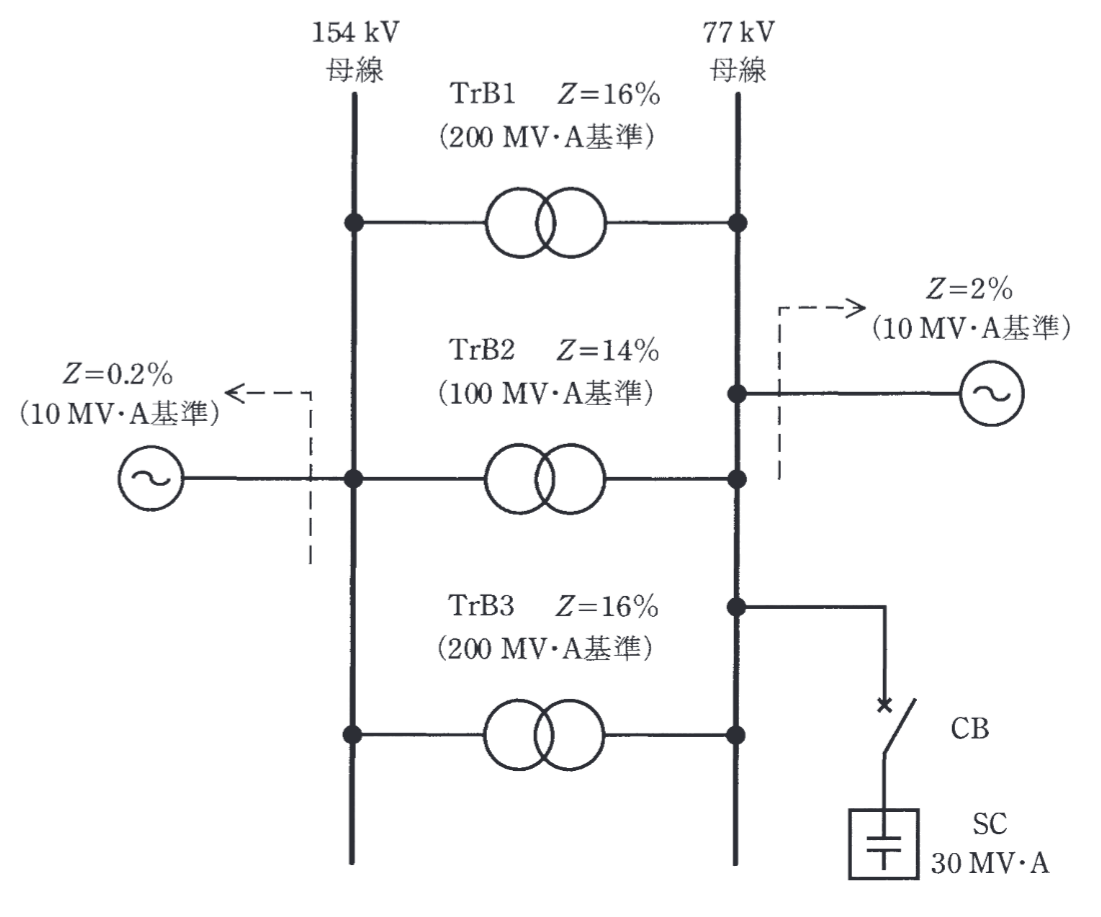 154 kV
母線
77 kV
母線
TrB1 Z=16%
(200 MV·A基準)
Z=2%
(10 MV·A基準)
TrB2 Z=14%
(100 MV·A基準)
Z=0.2%
(10 MV·A基準)
TrB3 Z=16%
(200 MV·A基準)
CB
SC
30 MV·A